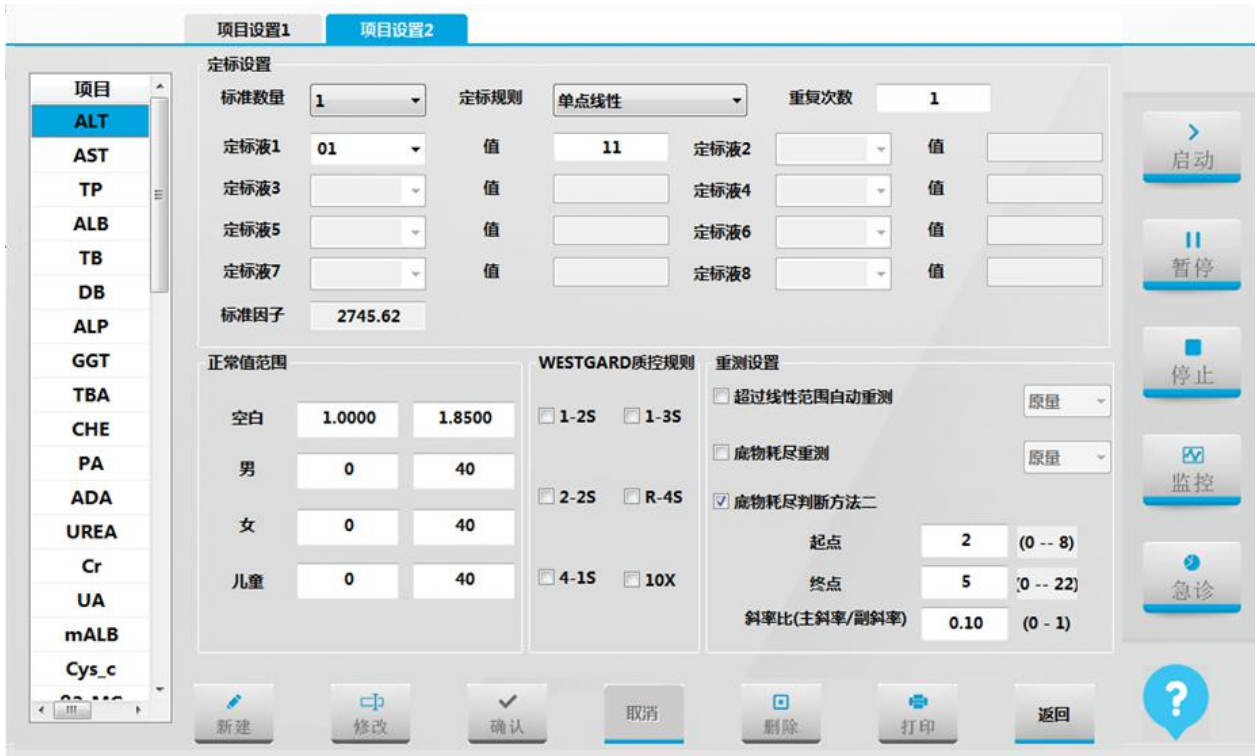 项目设置1 项目设置2
项目
ALT
AST
TP
ALB
TB
DB
ALP
GGT
TBA
CHE
PA
ADA
UREA
Cr
UA
mALB
Cys_c
定标设置
标准数量 1 定标规则 单点线性 重复次数 1
定标液1 01 值 11 定标液2 值
定标液3 值 定标液4 值
定标液5 值 定标液6 值
定标液7 值 定标液8 值
标准因子 2745.62
正常值范围
空白 1.0000 1.8500
男 0 40
女 0 40
儿童 0 40
WESTGARD质控规则
1-2S 1-3S
2-2S R-4S
4-1S 10X
重测设置
超过线性范围自动重测 原量
底物耗尽重测 原量
底物耗尽判断方法二
起点 2 (0 -- 8)
终点 5 (0 -- 22)
斜率比(主斜率/副斜率) 0.10 (0 - 1)
新建 修改 确认 取消 删除 打印 返回
启动
暂停
停止
监控
急诊
?